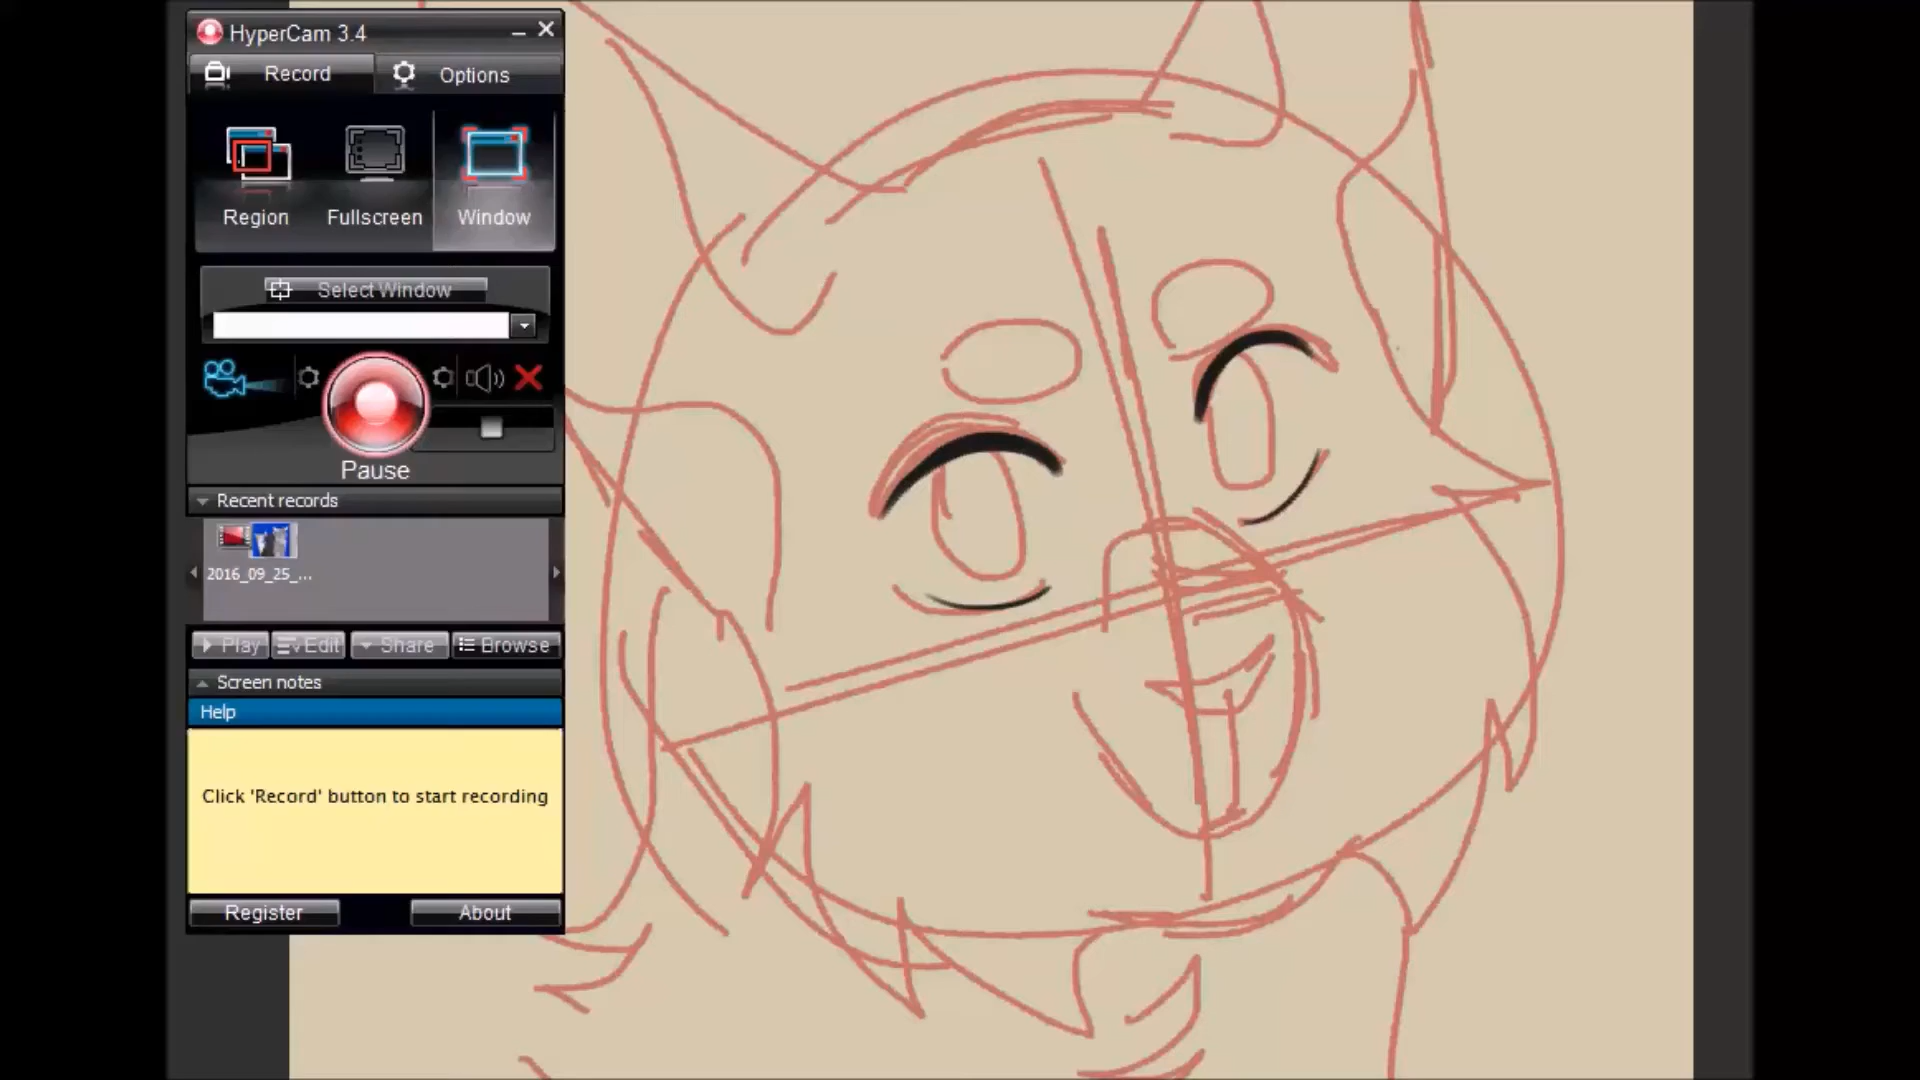 HyperCam 3.4
Record Options
Region Fullscreen Window
Select Window
Pause
Recent records
2016_09_25_...
Play Edit Share Browse
Screen notes
Help
Click 'Record' button to start recording
Register About